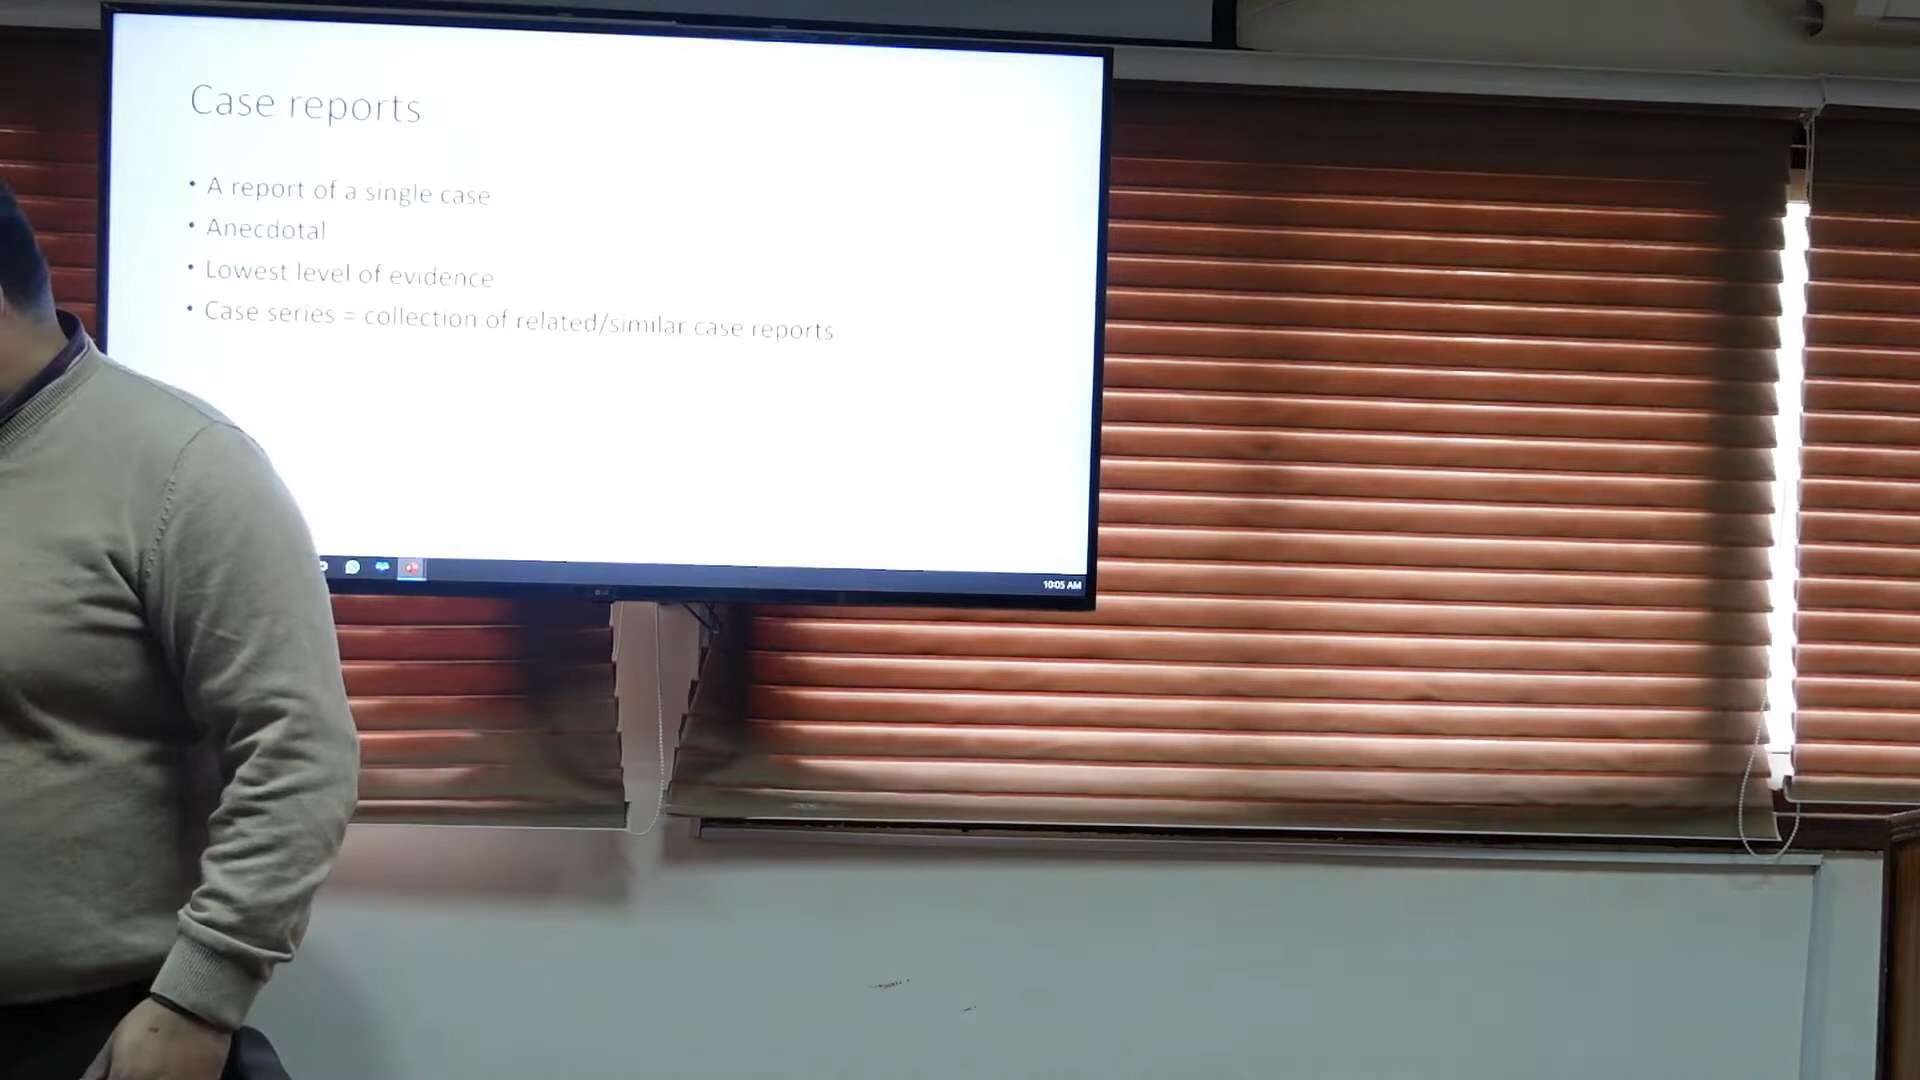 Case reports
• A report of a single case
• Anecdotal
• Lowest level of evidence
• Case series = collection of related/similar case reports
10:05 AM
LG